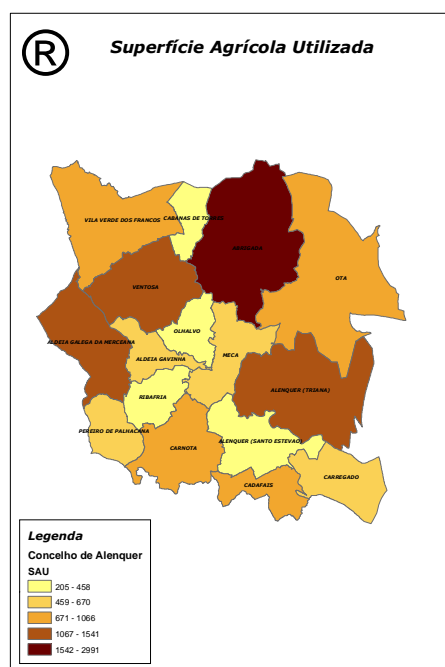 ®
Superfície Agrícola Utilizada
VILA VERDE DOS FRANCOS
CABANAS DE TORRES
ABRIGADA
OTA
VENTOSA
OLHALVO
ALDEIA GALEGA DA MERCEANA
ALDEIA GAVINHA
MECA
ALENQUER (TRIANA)
RIBAFRIA
PEREIRO DE PALHACANA
CARNOTA
ALENQUER (SANTO ESTEVAO)
CARREGADO
CADAFAIS
Legenda
Concelho de Alenquer
SAU
205 - 458
459 - 670
671 - 1066
1067 - 1541
1542 - 2991